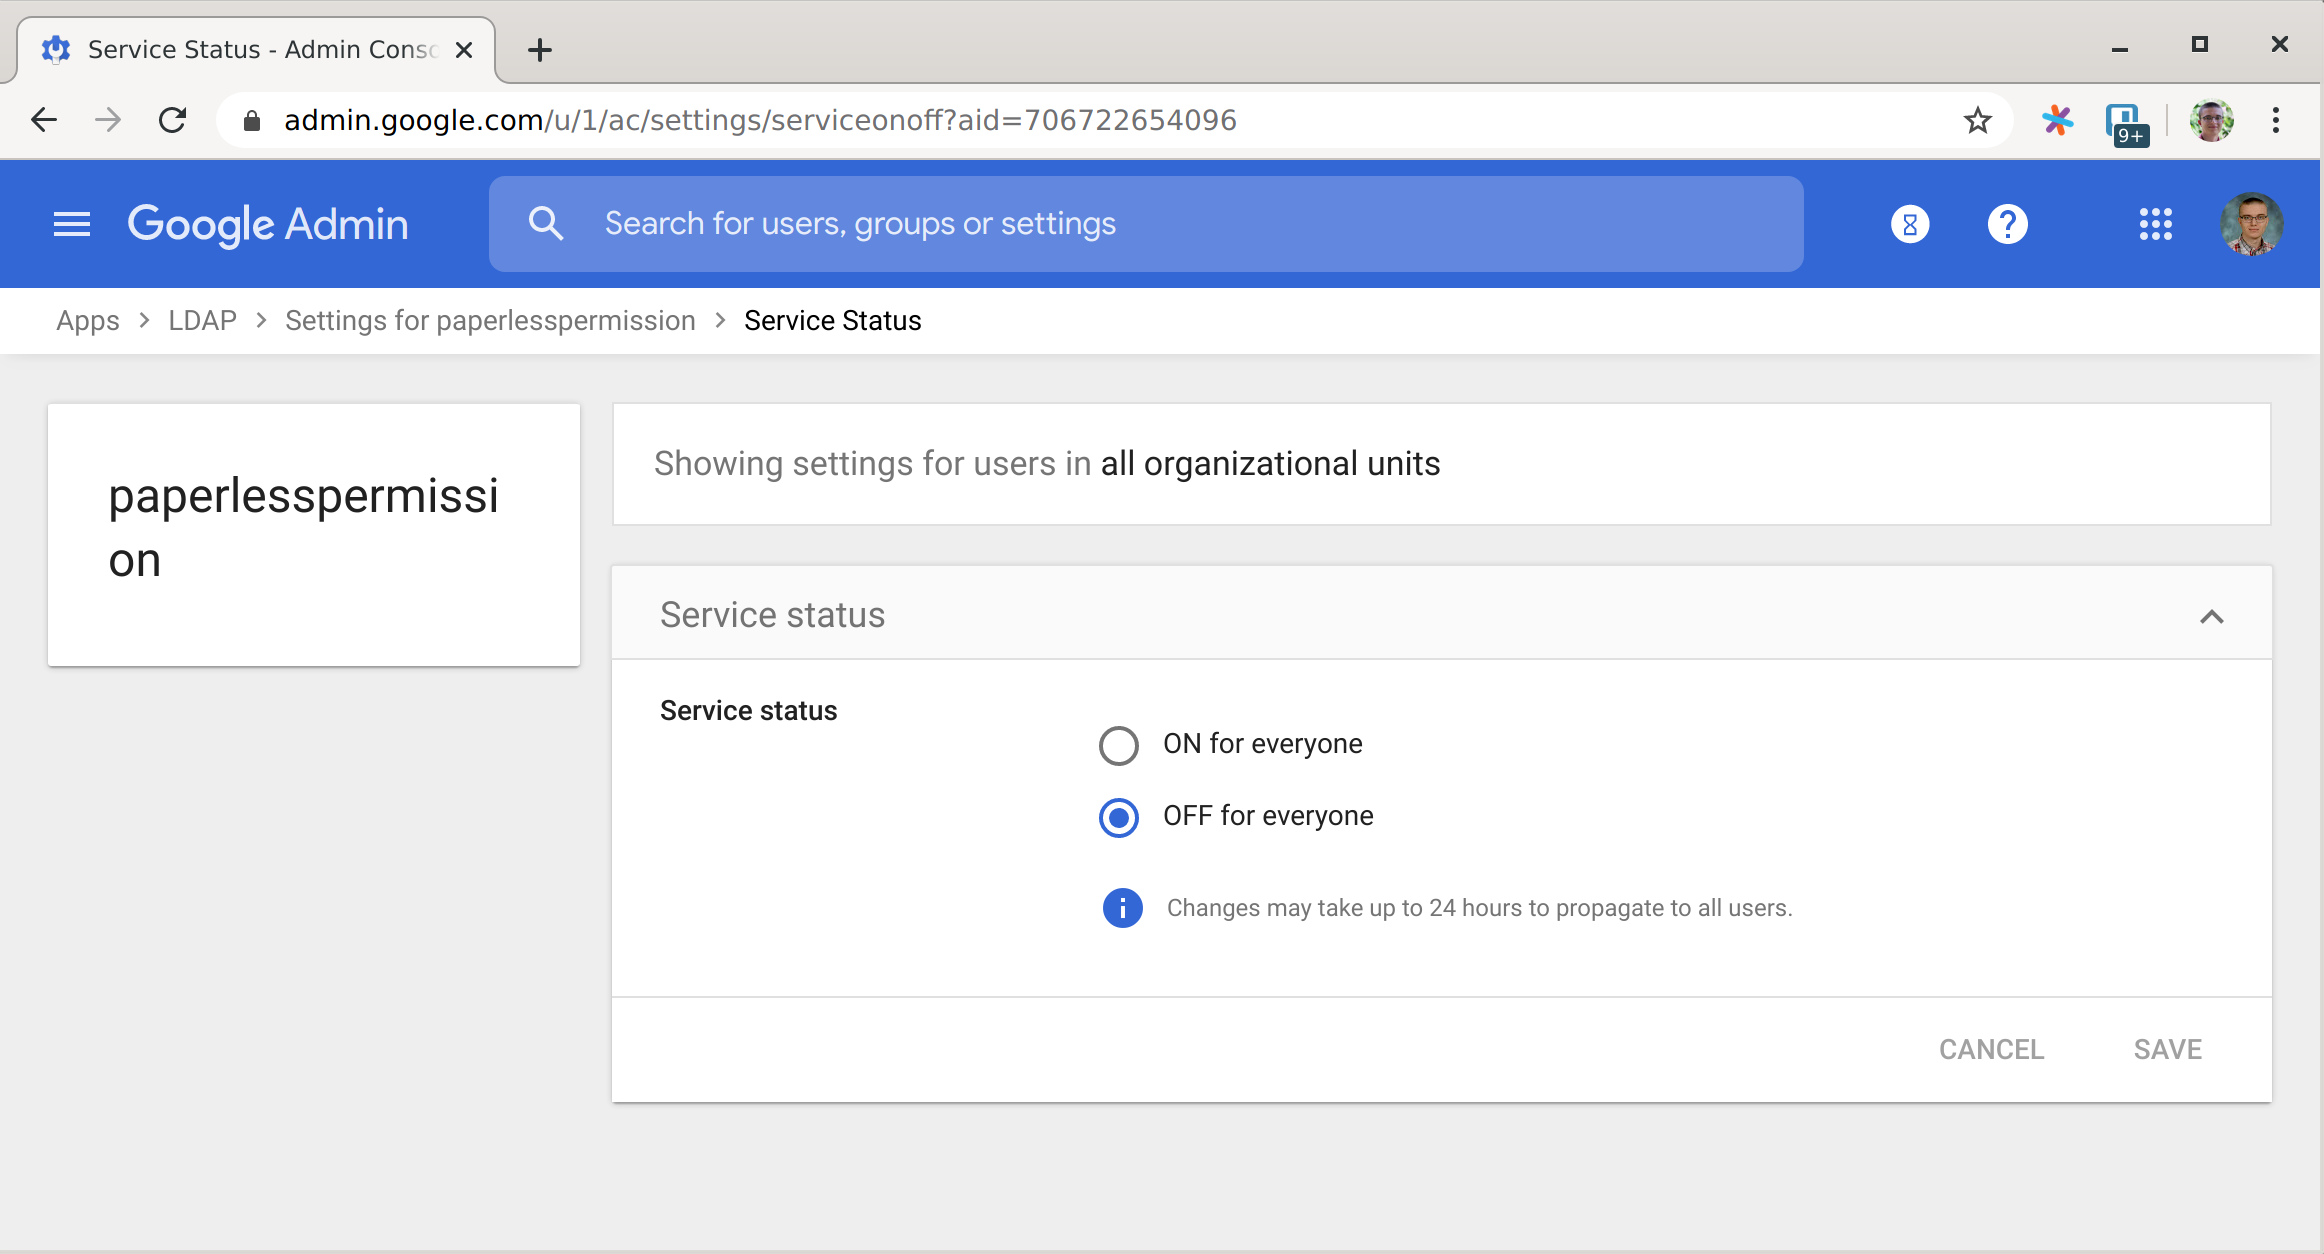 Service Status - Admin Conso
admin.google.com/u/1/ac/settings/serviceonoff?aid=706722654096
9+
Google Admin
Search for users, groups or settings
Apps > LDAP > Settings for paperlesspermission > Service Status
paperlesspermissi
on
Showing settings for users in all organizational units
Service status
Service status
ON for everyone
OFF for everyone
Changes may take up to 24 hours to propagate to all users.
CANCEL SAVE